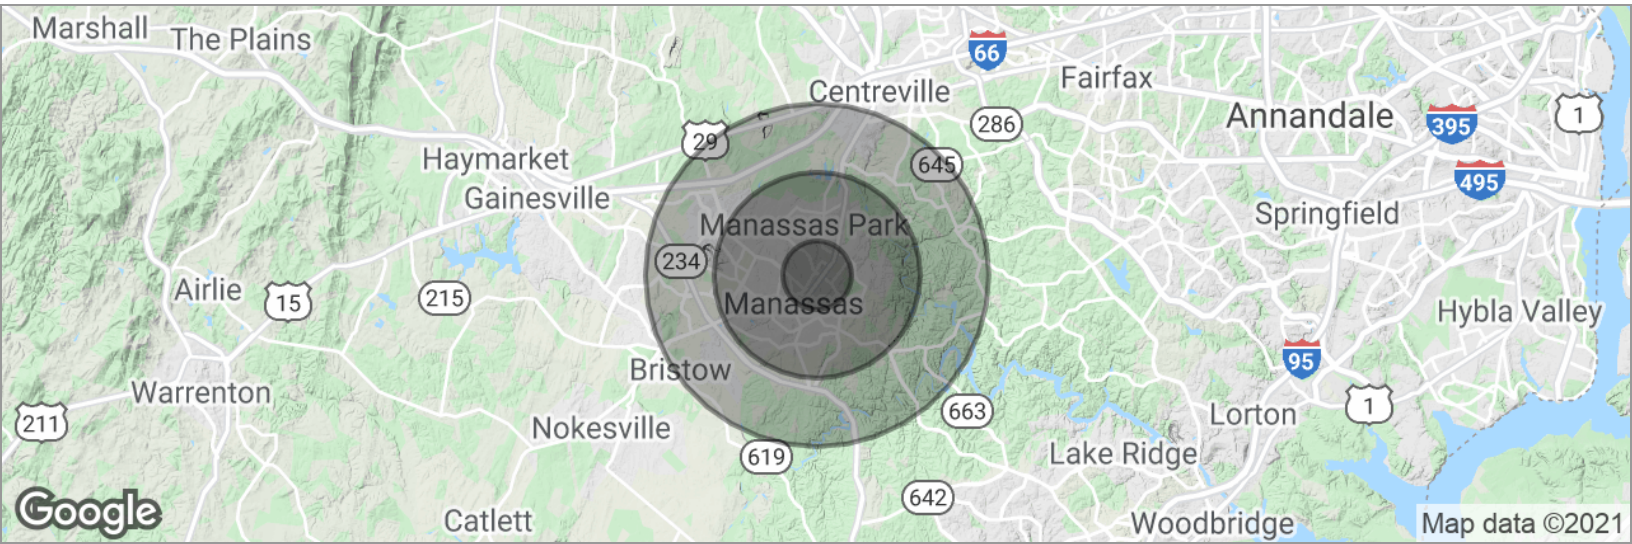 Marshall
The Plains
66
Centreville
Fairfax
Annandale
395
1
286
29
645
Haymarket
Gainesville
495
Springfield
Manassas Park
234
Airlie
15
215
Manassas
Hybla Valley
95
Bristow
Warrenton
211
1
663
Lorton
Nokesville
619
Lake Ridge
642
Google
Catlett
Woodbridge
Map data ©2021